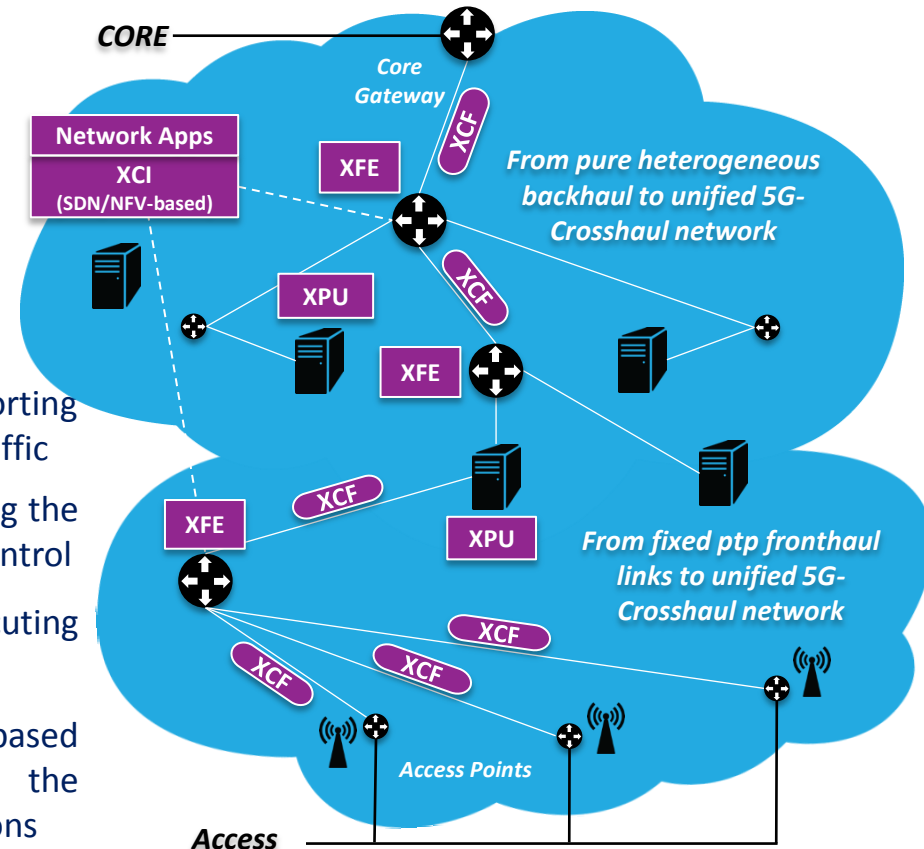 CORE
Core
Gateway
XCF
Network Apps
XCI
(SDN/NFV-based)
XFE
From pure heterogeneous
backhaul to unified 5G-
Crosshaul network
XCF
XPU
XFE
orting
ffic
g the
ontrol
uting
based
the
ons
XCF
XFE
XPU
From fixed ptp fronthaul
links to unified 5G-
Crosshaul network
XCF
XCF
XCF
Access Points
Access